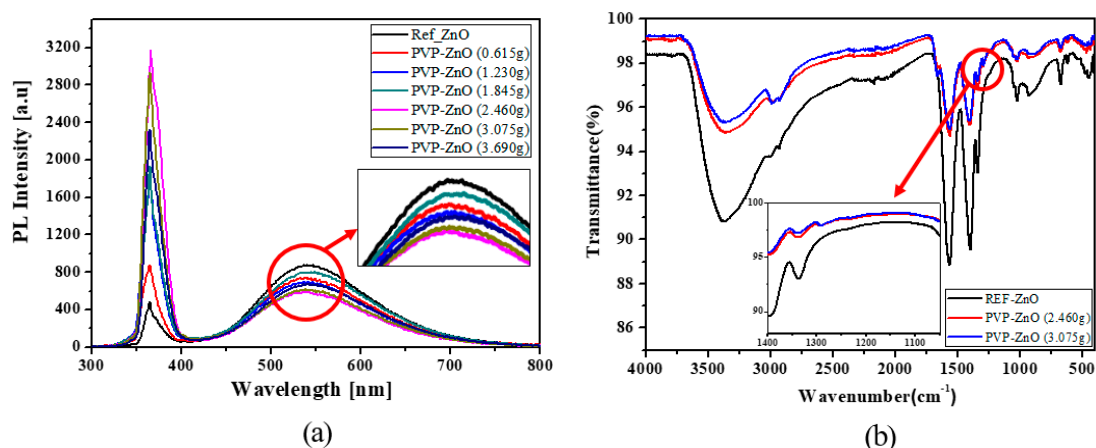 3200
2800
2400
2000
1600
1200
800
400
0
PL Intensity [a.u]
Ref_ZnO
PVP-ZnO (0.615g)
PVP-ZnO (1.230g)
PVP-ZnO (1.845g)
PVP-ZnO (2.460g)
PVP-ZnO (3.075g)
PVP-ZnO (3.690g)
300 400 500 600 700 800
Wavelength [nm]
(a)
100
98
96
94
92
90
88
86
Transmittance(%)
100
95
90
1400 1300 1200 1100
REF-ZnO
PVP-ZnO (2.460g)
PVP-ZnO (3.075g)
4000 3500 3000 2500 2000 1500 1000 500
Wavenumber(cm⁻¹)
(b)